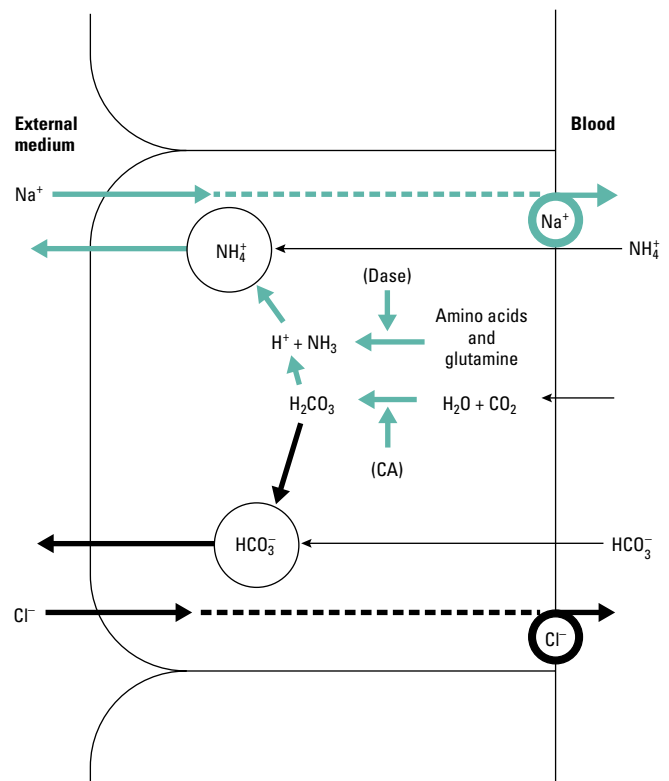 External
medium
Blood
Na⁺
Na⁺
NH₄⁺
NH₄⁺
(Dase)
Amino acids
and
glutamine
H⁺ + NH₃
H₂CO₃
H₂O + CO₂
(CA)
HCO₃⁻
HCO₃⁻
Cl⁻
Cl⁻